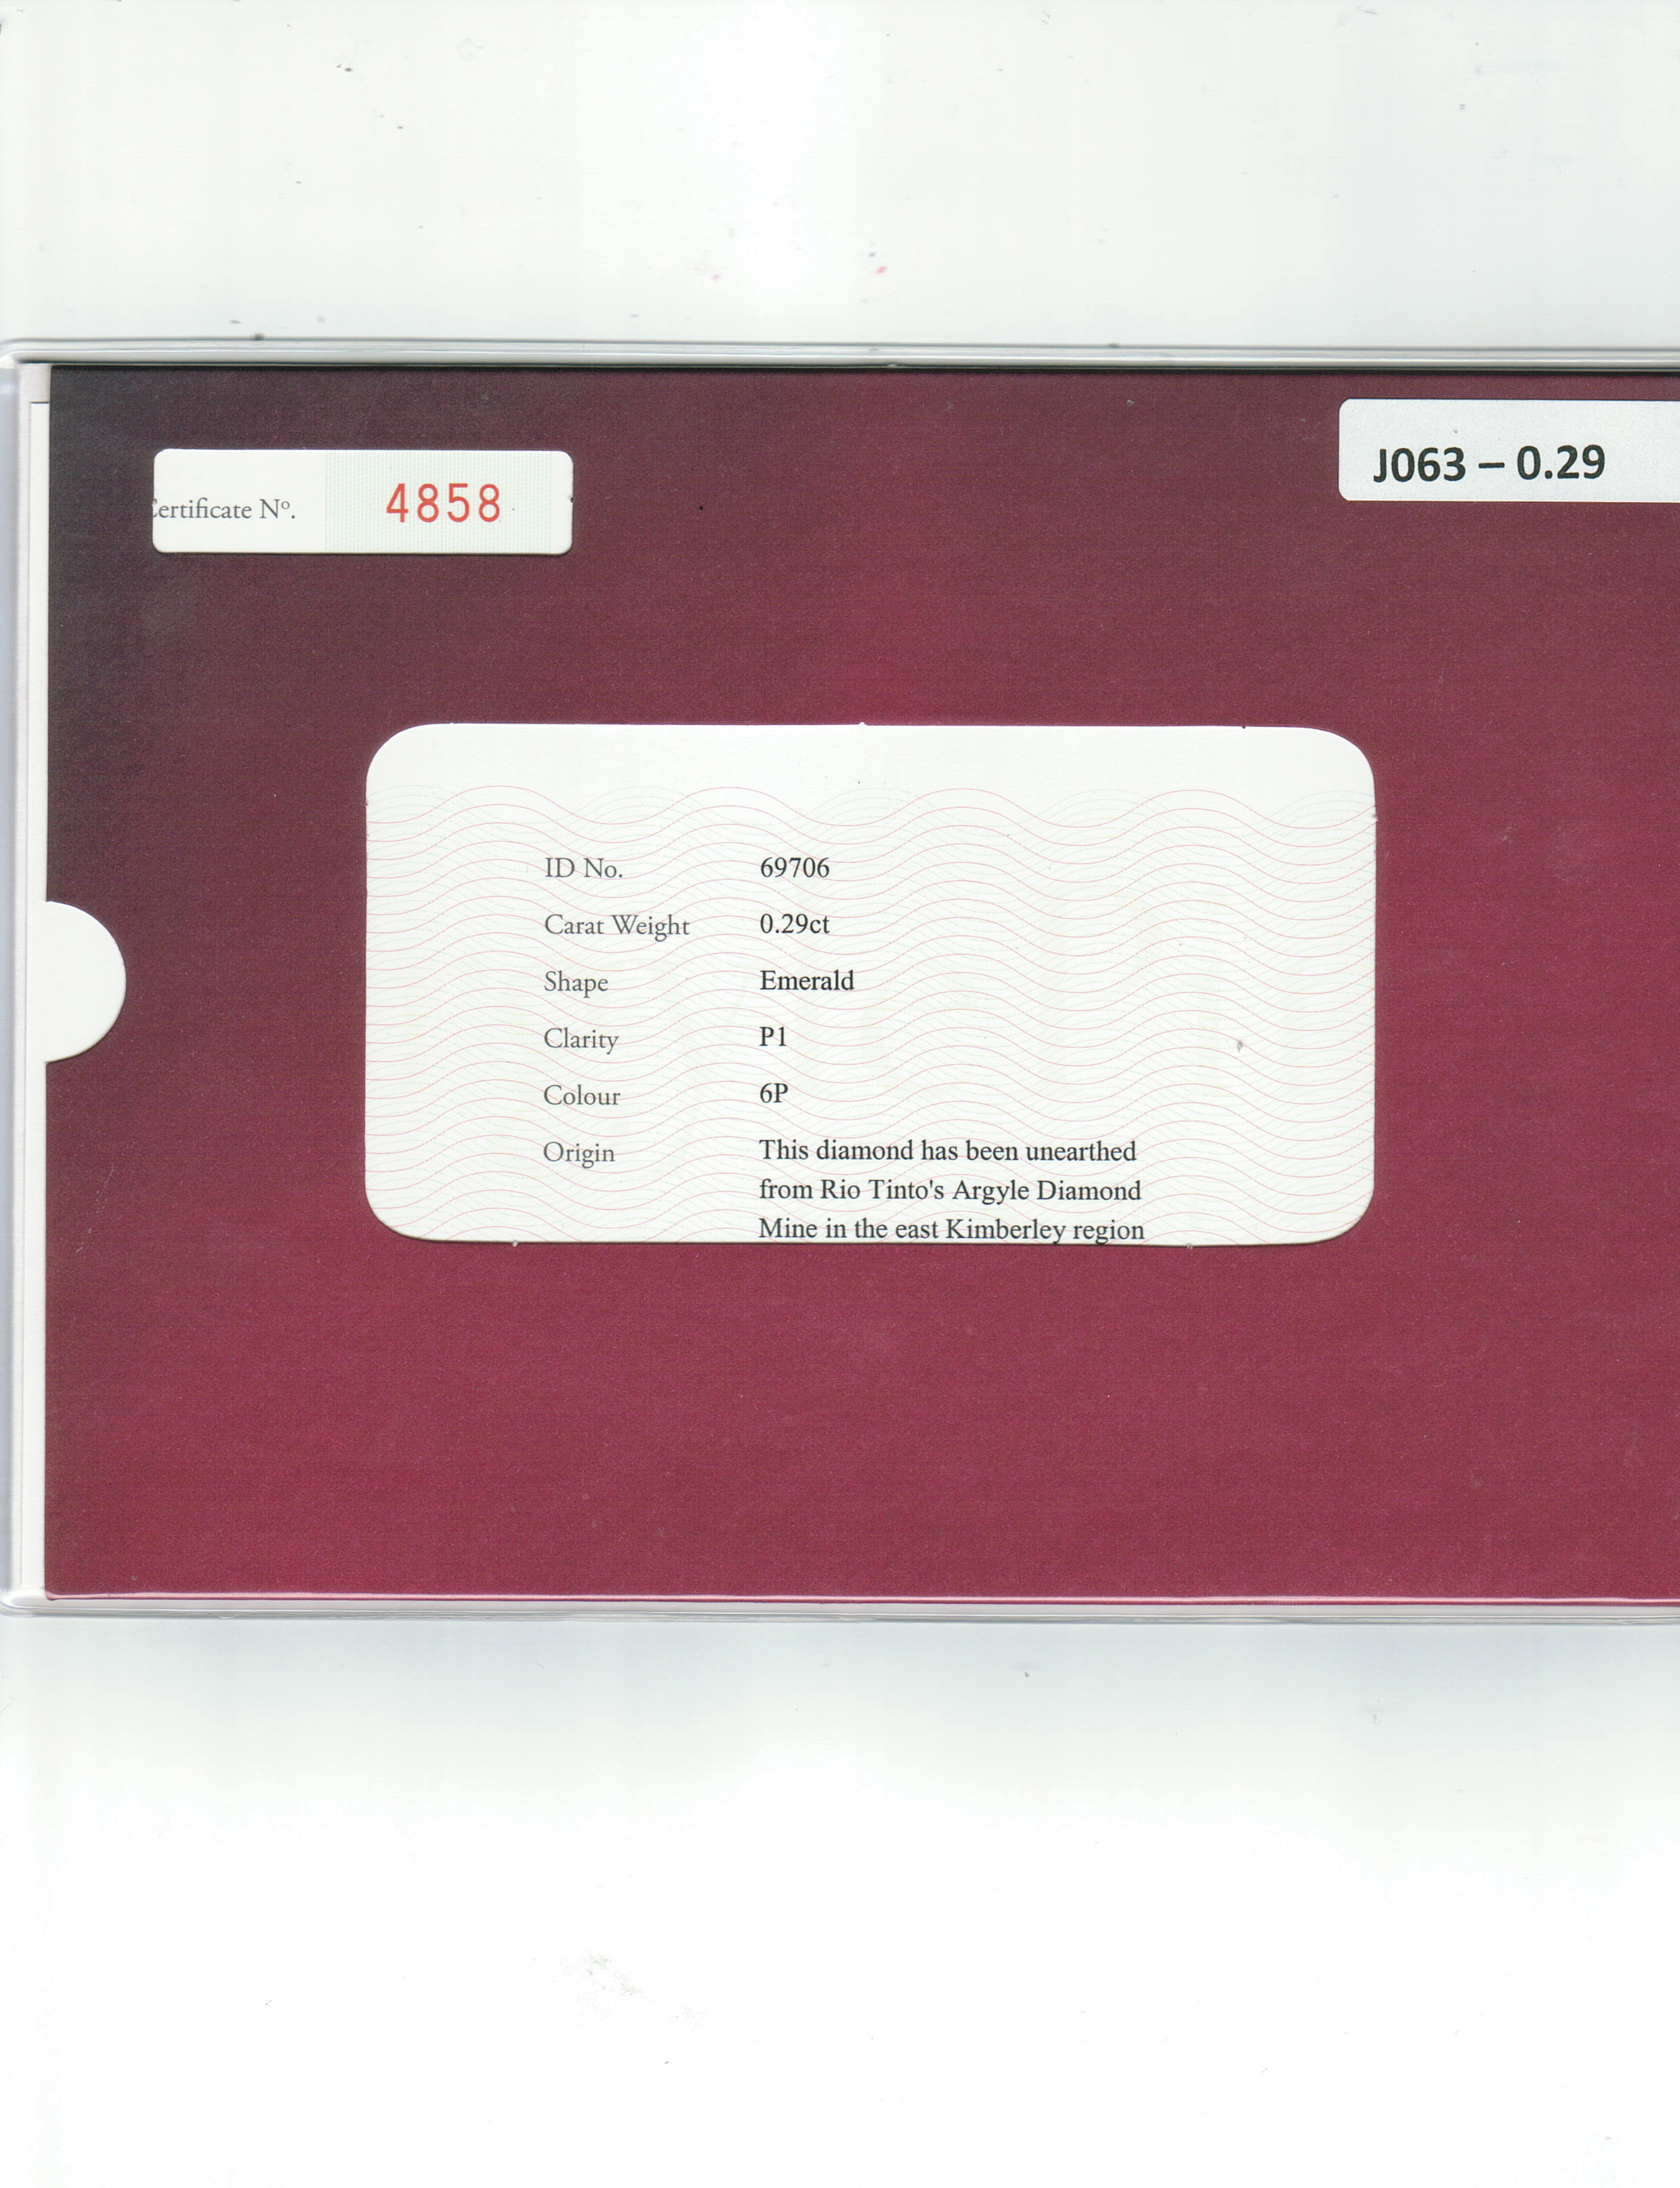 Certificate Nº. 4858
J063 – 0.29
ID No. 69706
Carat Weight 0.29ct
Shape Emerald
Clarity P1
Colour 6P
Origin This diamond has been unearthed
from Rio Tinto's Argyle Diamond
Mine in the east Kimberley region